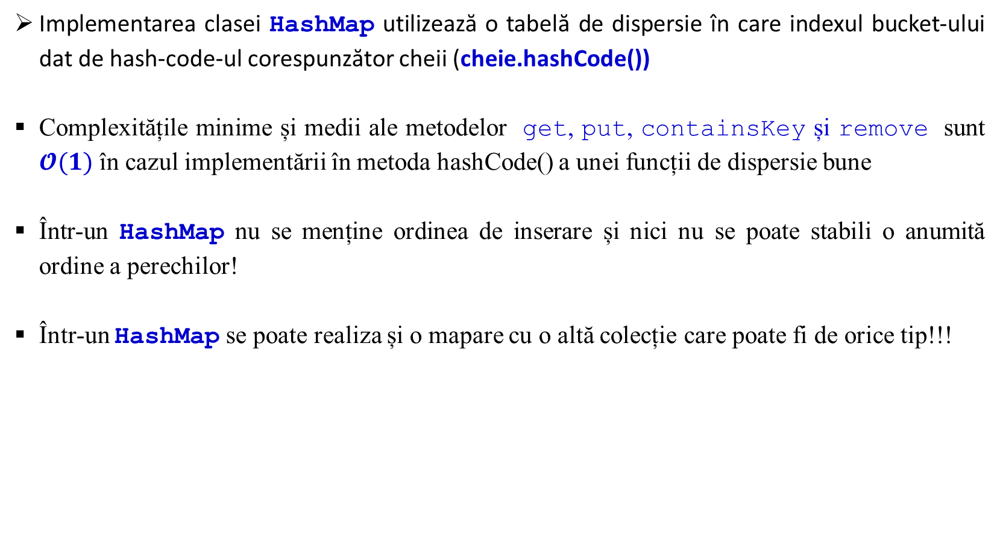 ➢ Implementarea clasei HashMap utilizează o tabelă de dispersie în care indexul bucket-ului
dat de hash-code-ul corespunzător cheii (cheie.hashCode())
▪ Complexitățile minime și medii ale metodelor get, put, containsKey și remove sunt
𝓞(1) în cazul implementării în metoda hashCode() a unei funcții de dispersie bune
▪ Într-un HashMap nu se menține ordinea de inserare și nici nu se poate stabili o anumită
ordine a perechilor!
▪ Într-un HashMap se poate realiza și o mapare cu o altă colecție care poate fi de orice tip!!!